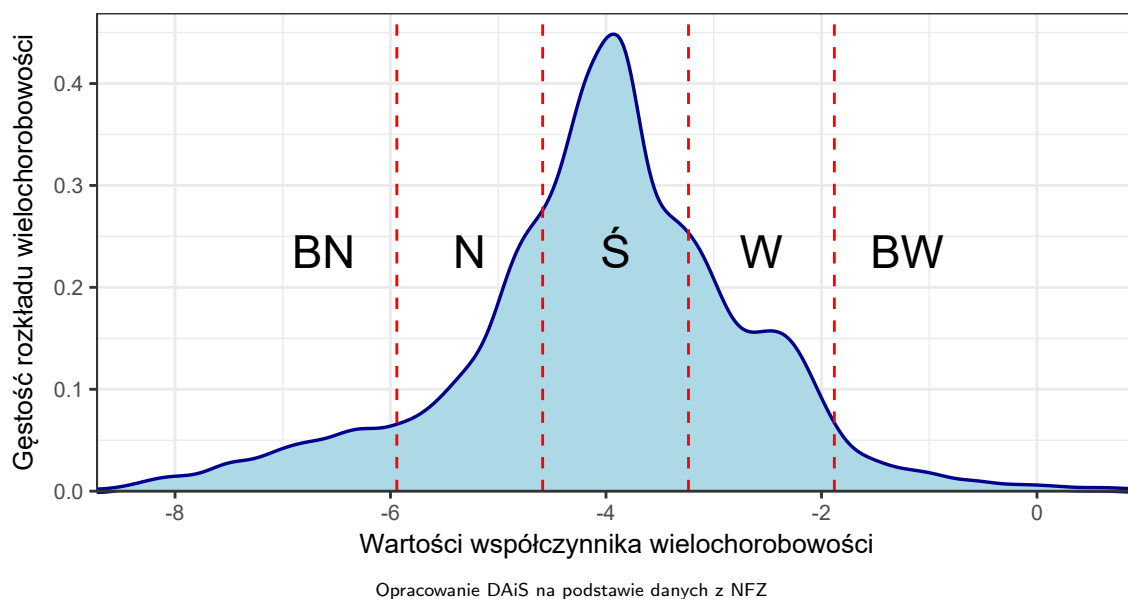 Gęstość rozkładu wielochorobowości
0.4
0.3
0.2
0.1
0.0
BN N Ś W BW
-8 -6 -4 -2 0
Wartości współczynnika wielochorobowości
Opracowanie DAiS na podstawie danych z NFZ